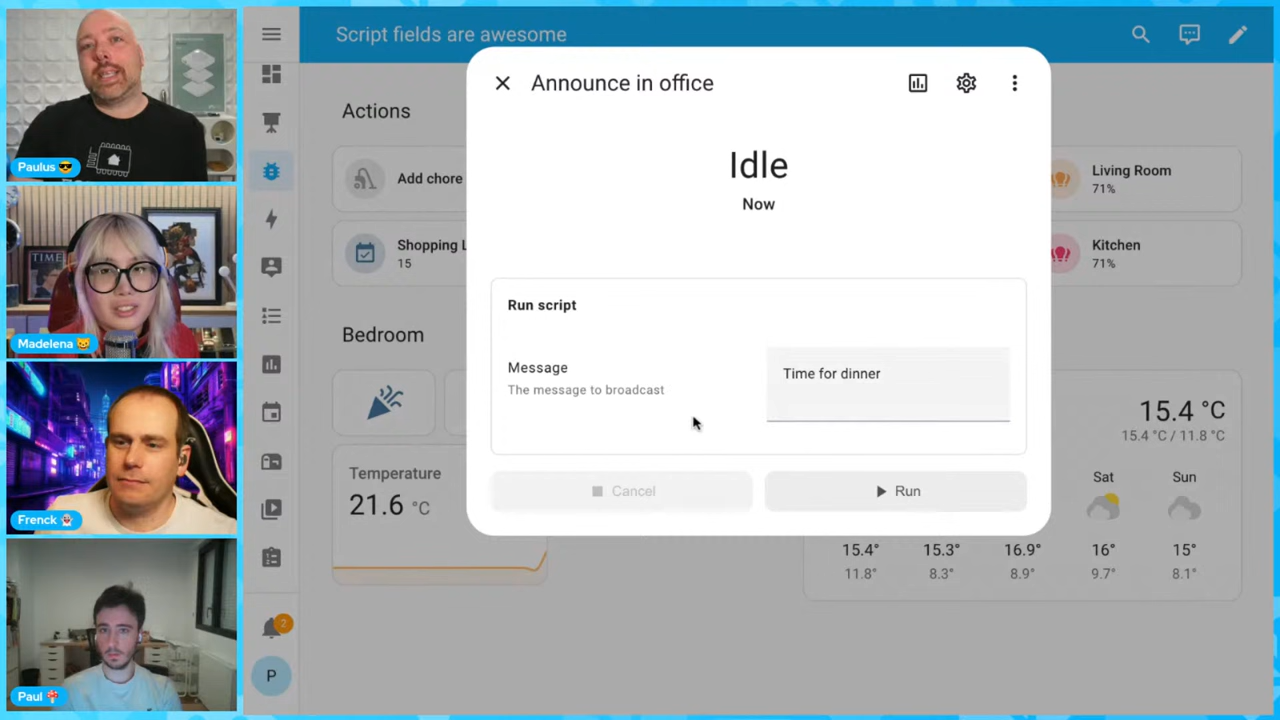 Paulus 😎
TIME
Madelena 😺
Frenck 👻
Paul 🍄
Script fields are awesome
Actions
Add chore
Shopping L
15
Living Room
71%
Kitchen
71%
Bedroom
Temperature
21.6 °C
15.4 °C
15.4 °C / 11.8 °C
Sat
Sun
15.4°
15.3°
16.9°
16°
15°
11.8°
8.3°
8.9°
9.7°
8.1°
2
P
Announce in office
Idle
Now
Run script
Message
The message to broadcast
Time for dinner
Cancel
Run